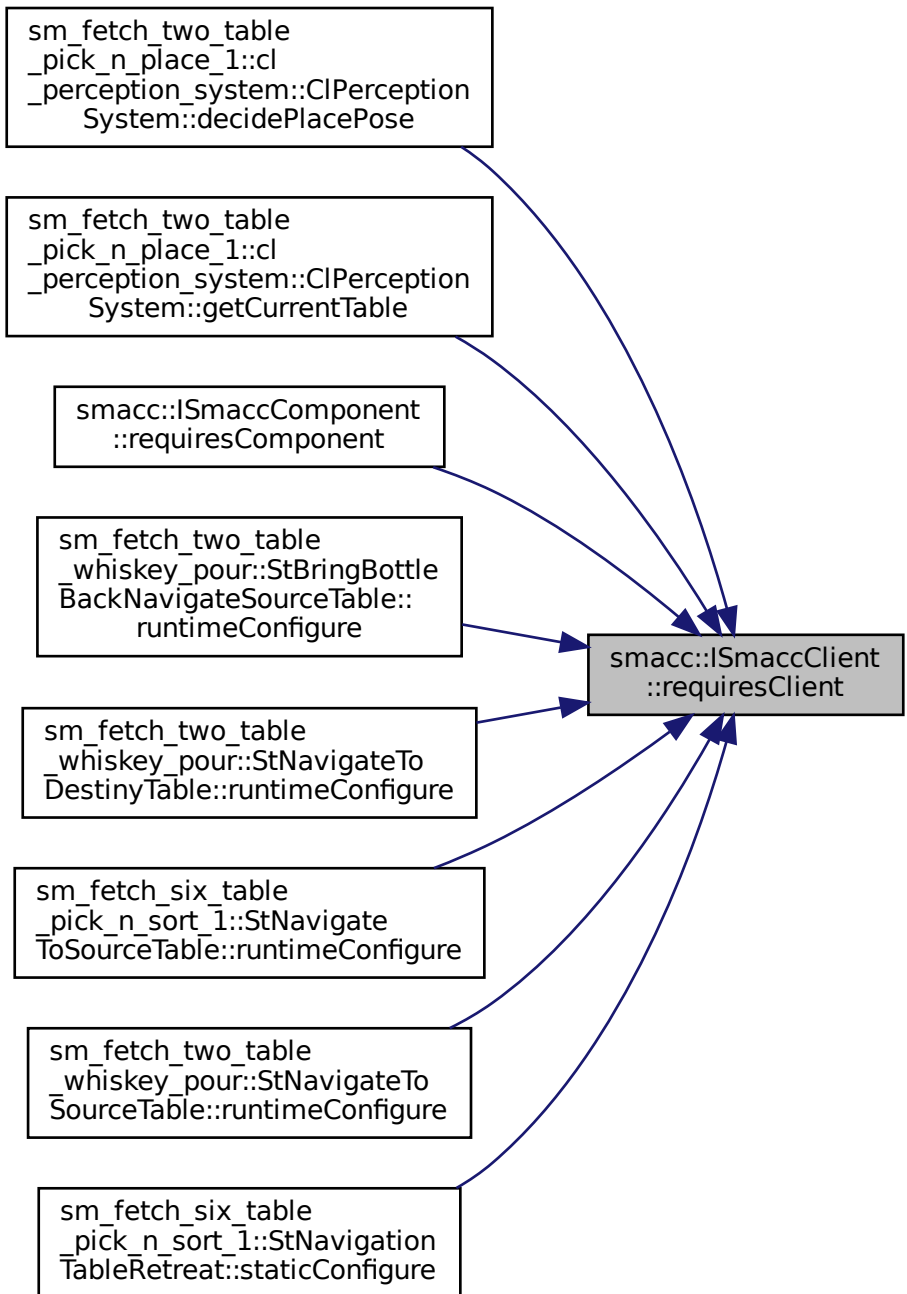 sm_fetch_two_table
_pick_n_place_1::cl
_perception_system::ClPerception
System::decidePlacePose
sm_fetch_two_table
_pick_n_place_1::cl
_perception_system::ClPerception
System::getCurrentTable
smacc::ISmaccComponent
::requiresComponent
sm_fetch_two_table
_whiskey_pour::StBringBottle
BackNavigateSourceTable::
runtimeConfigure
smacc::ISmaccClient
::requiresClient
sm_fetch_two_table
_whiskey_pour::StNavigateTo
DestinyTable::runtimeConfigure
sm_fetch_six_table
_pick_n_sort_1::StNavigate
ToSourceTable::runtimeConfigure
sm_fetch_two_table
_whiskey_pour::StNavigateTo
SourceTable::runtimeConfigure
sm_fetch_six_table
_pick_n_sort_1::StNavigation
TableRetreat::staticConfigure